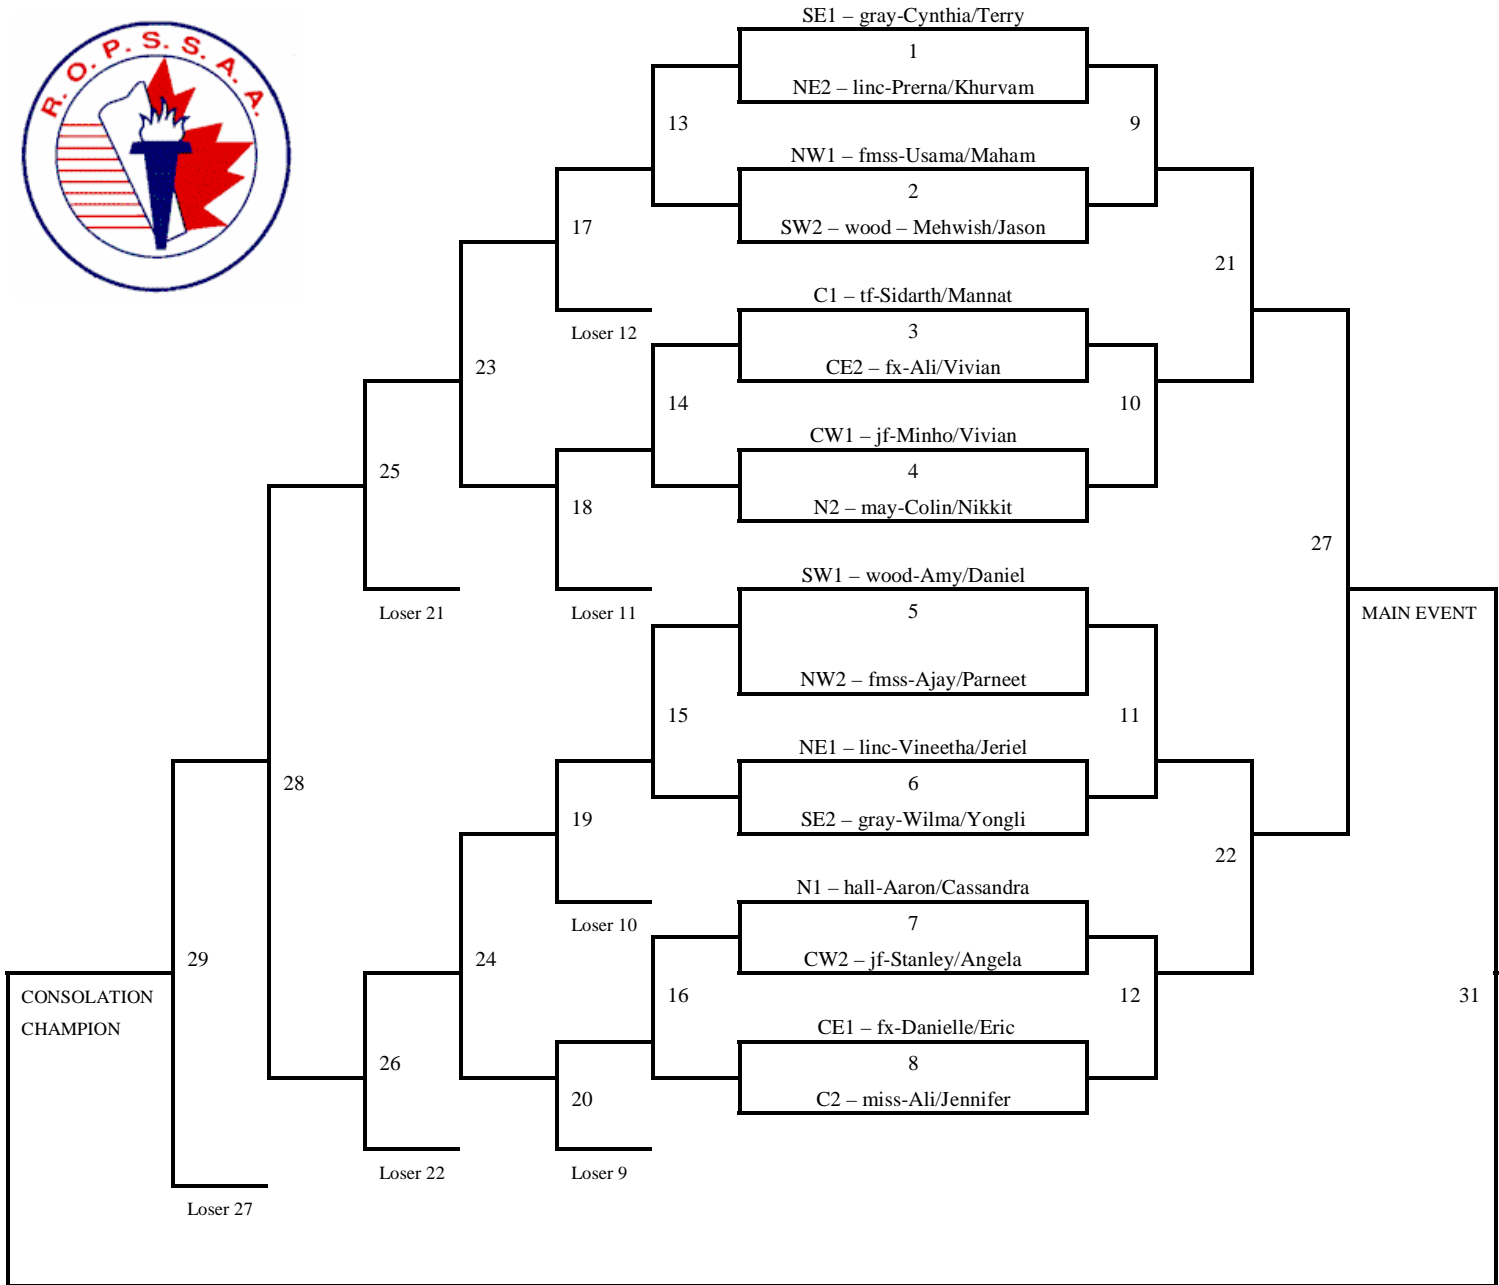 R. O. P. S. S. A. A.
SE1 – gray-Cynthia/Terry
1
NE2 – linc-Prerna/Khurvam
13
9
NW1 – fmss-Usama/Maham
2
SW2 – wood – Mehwish/Jason
17
21
C1 – tf-Sidarth/Mannat
3
Loser 12
CE2 – fx-Ali/Vivian
23
14
10
CW1 – jf-Minho/Vivian
4
25
N2 – may-Colin/Nikkit
18
27
SW1 – wood-Amy/Daniel
5
Loser 21
Loser 11
MAIN EVENT
NW2 – fmss-Ajay/Parneet
15
11
NE1 – linc-Vineetha/Jeriel
6
28
SE2 – gray-Wilma/Yongli
19
22
N1 – hall-Aaron/Cassandra
7
Loser 10
CW2 – jf-Stanley/Angela
29
24
16
12
CONSOLATION
CHAMPION
31
CE1 – fx-Danielle/Eric
8
26
C2 – miss-Ali/Jennifer
20
Loser 22
Loser 9
Loser 27